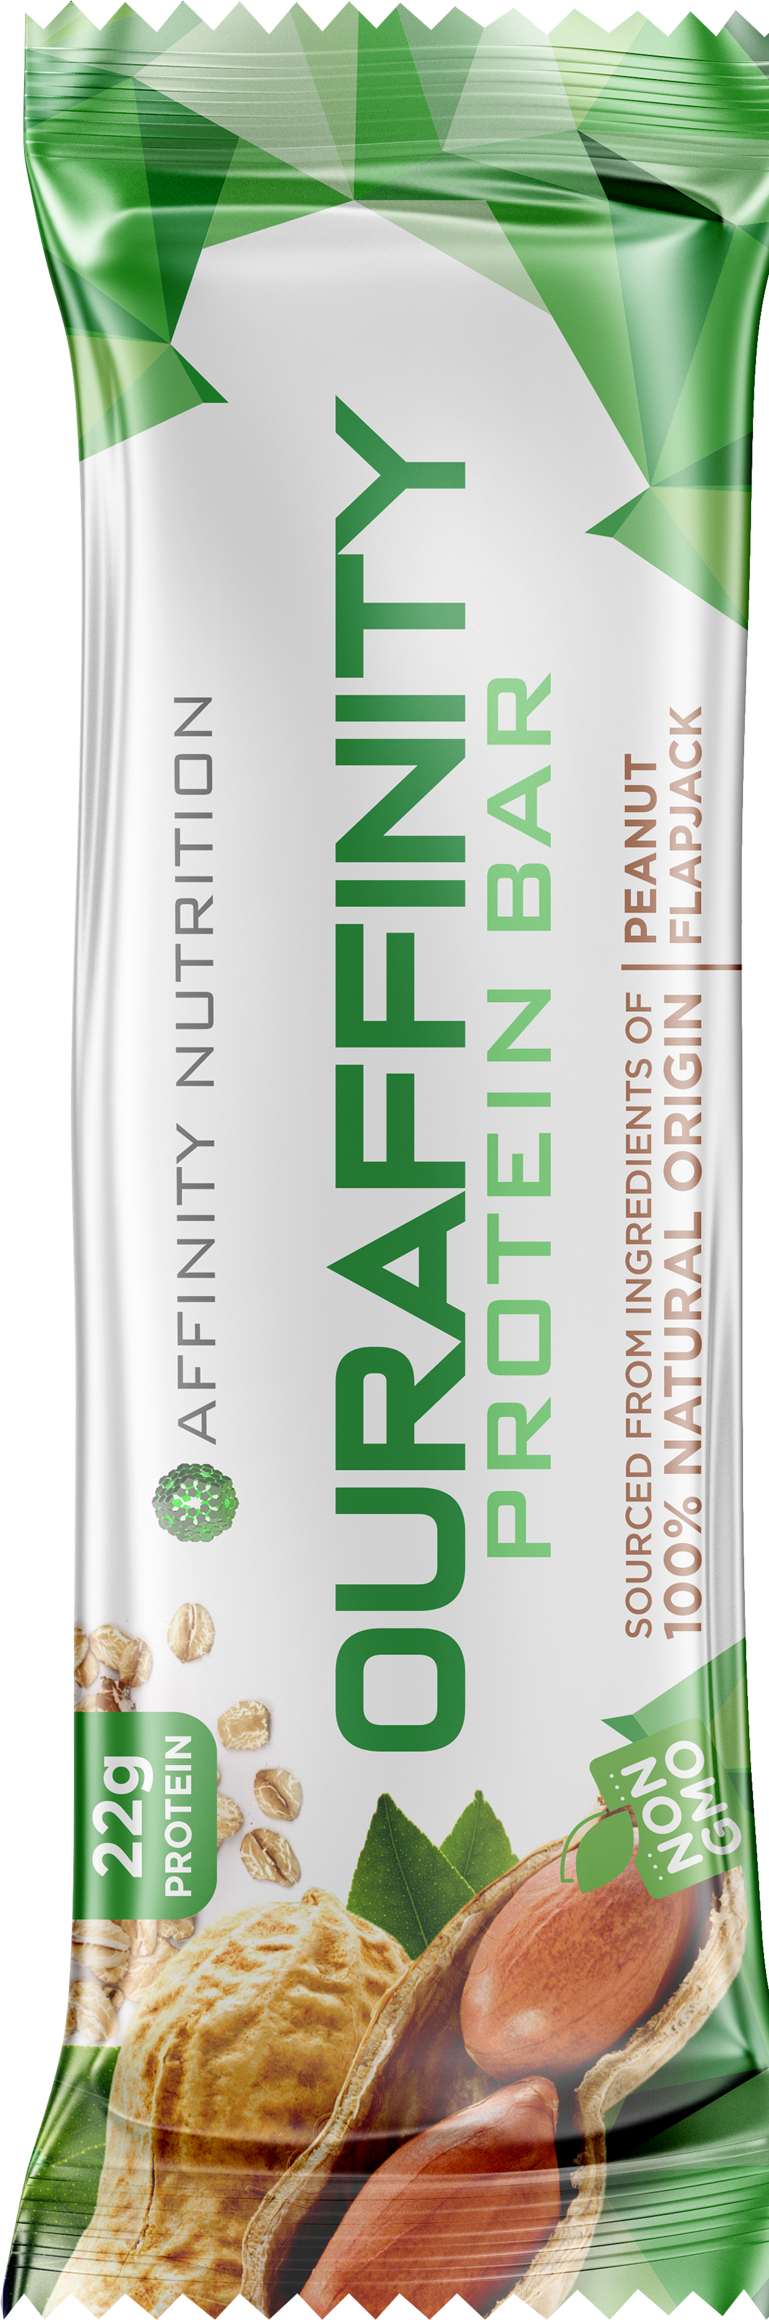 AFFINITY NUTRITION
OURAFFINITY
PROTEIN BAR
SOURCED FROM INGREDIENTS OF
100% NATURAL ORIGIN
PEANUT
FLAPJACK
22g
PROTEIN
NON
GMO